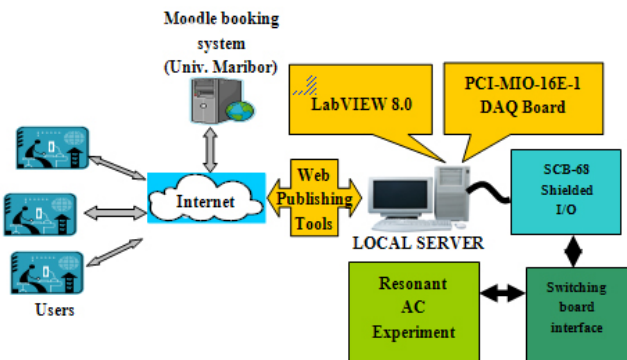 Moodle booking
system
(Univ. Maribor)
LabVIEW 8.0
PCI-MIO-16E-1
DAQ Board
Internet
Web
Publishing
Tools
LOCAL SERVER
SCB-68
Shielded
I/O
Users
Resonant
AC
Experiment
Switching
board
interface